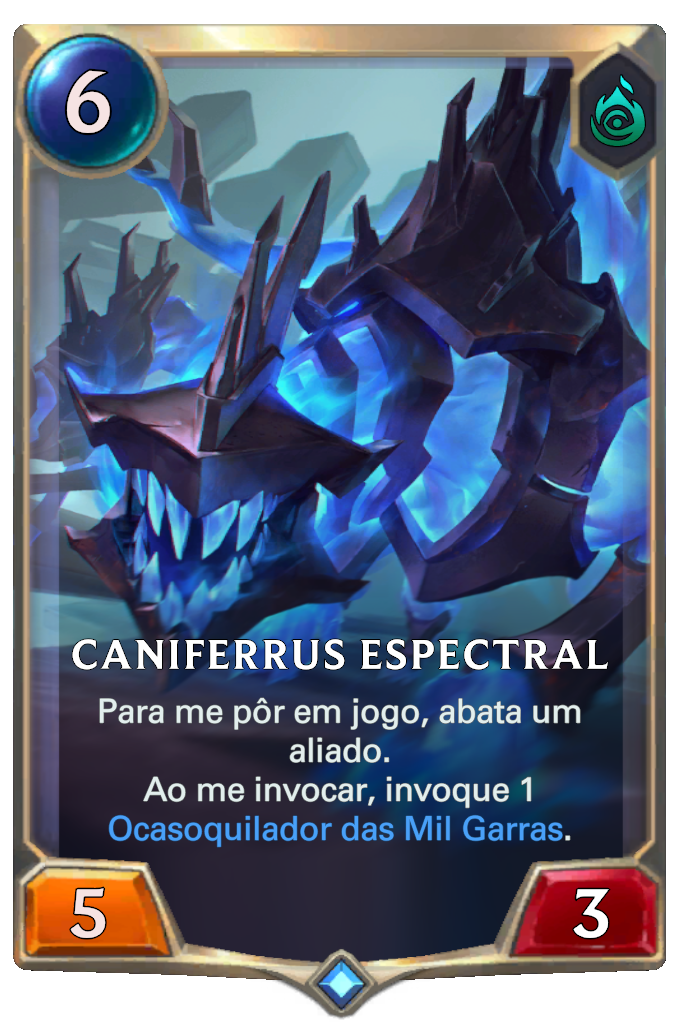 6
CANIFERRUS ESPECTRAL
Para me pôr em jogo, abata um
aliado.
Ao me invocar, invoque 1
Ocasoquilador das Mil Garras.
5
3